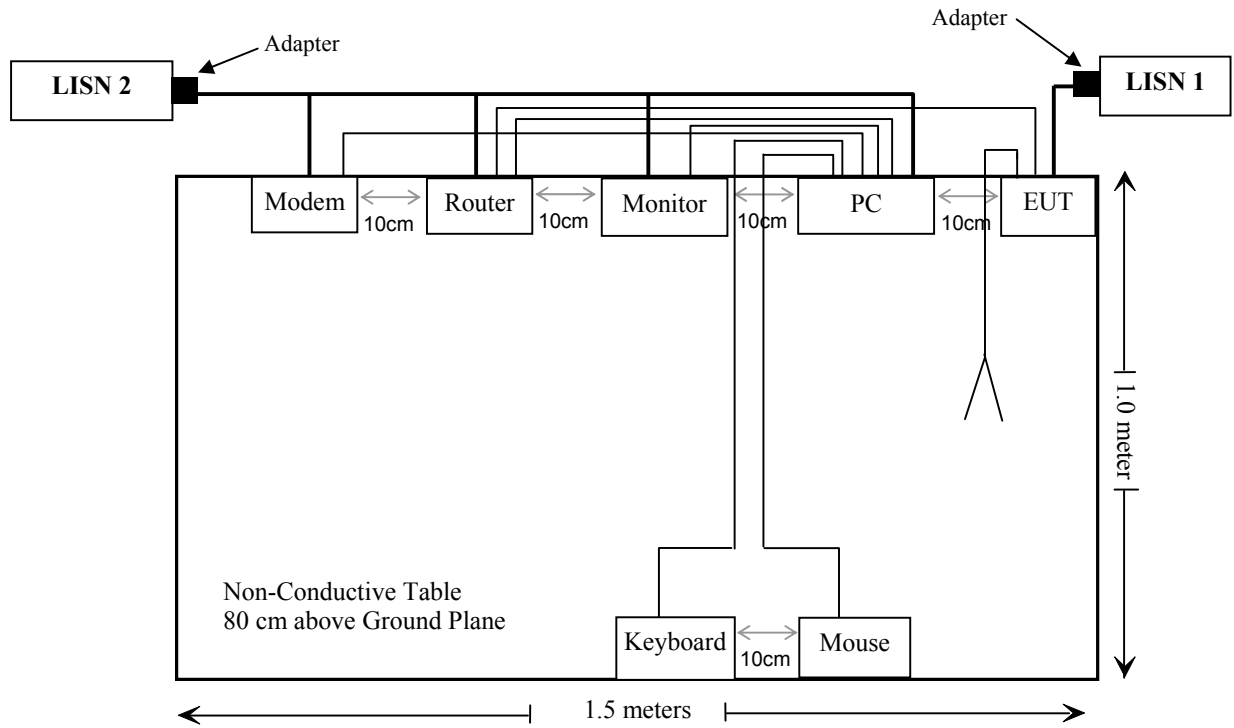 Adapter
Adapter
LISN 2
LISN 1
Modem
Router
Monitor
PC
EUT
10cm
10cm
10cm
10cm
1.0 meter
Non-Conductive Table
80 cm above Ground Plane
Keyboard
Mouse
10cm
1.5 meters